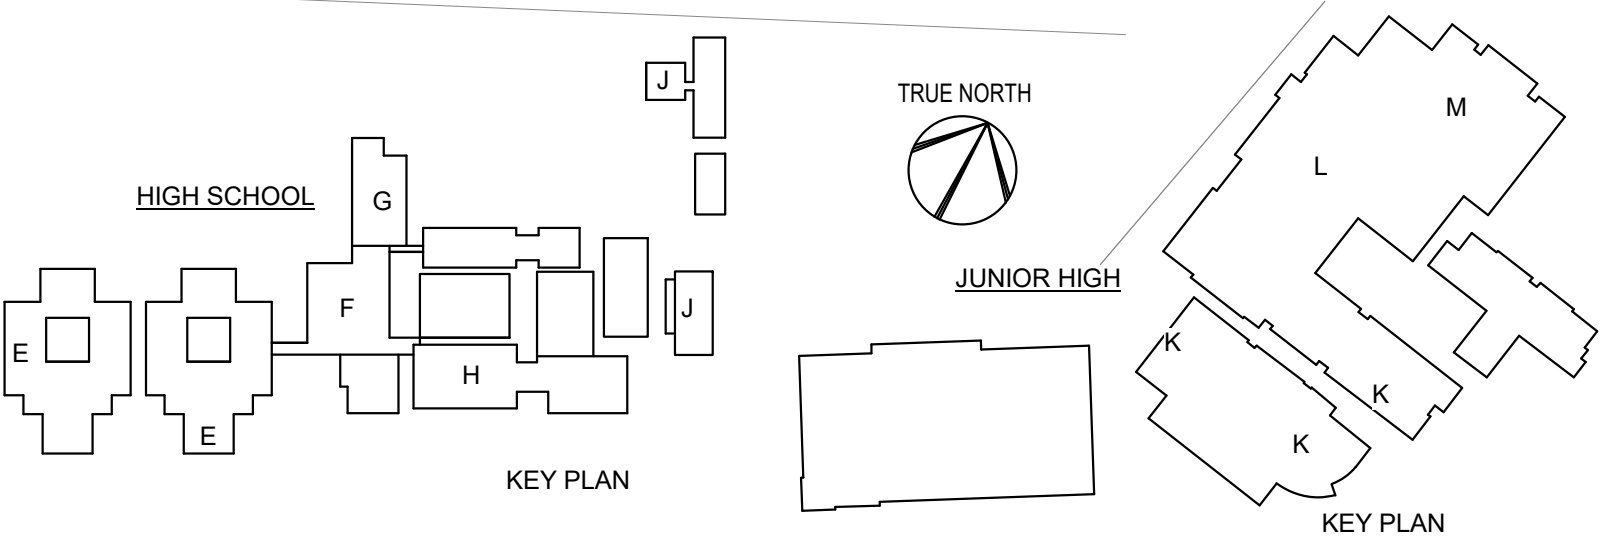 J
TRUE NORTH
M
L
HIGH SCHOOL
G
JUNIOR HIGH
F
J
E
K
H
K
E
K
KEY PLAN
KEY PLAN